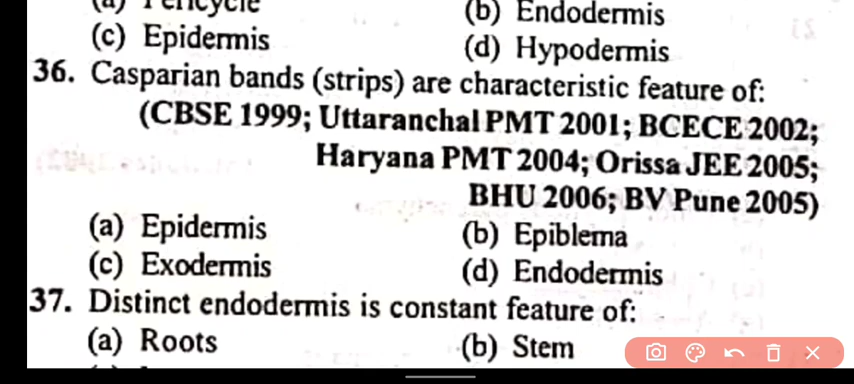 (a) Pericycle (b) Endodermis
(c) Epidermis (d) Hypodermis
36. Casparian bands (strips) are characteristic feature of:
(CBSE 1999; Uttaranchal PMT 2001; BCECE 2002;
Haryana PMT 2004; Orissa JEE 2005;
BHU 2006; BV Pune 2005)
(a) Epidermis (b) Epiblema
(c) Exodermis (d) Endodermis
37. Distinct endodermis is constant feature of:
(a) Roots (b) Stem